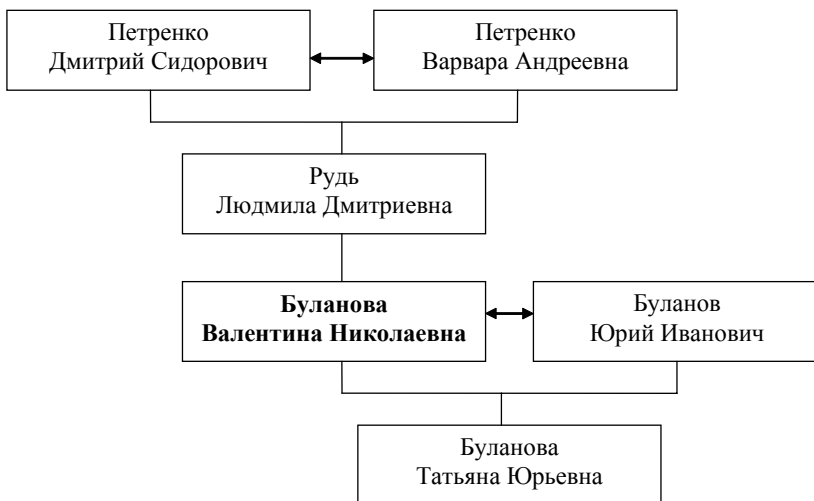 Петренко
Дмитрий Сидорович
Петренко
Варвара Андреевна
Рудь
Людмила Дмитриевна
Буланова
Валентина Николаевна
Буланов
Юрий Иванович
Буланова
Татьяна Юрьевна